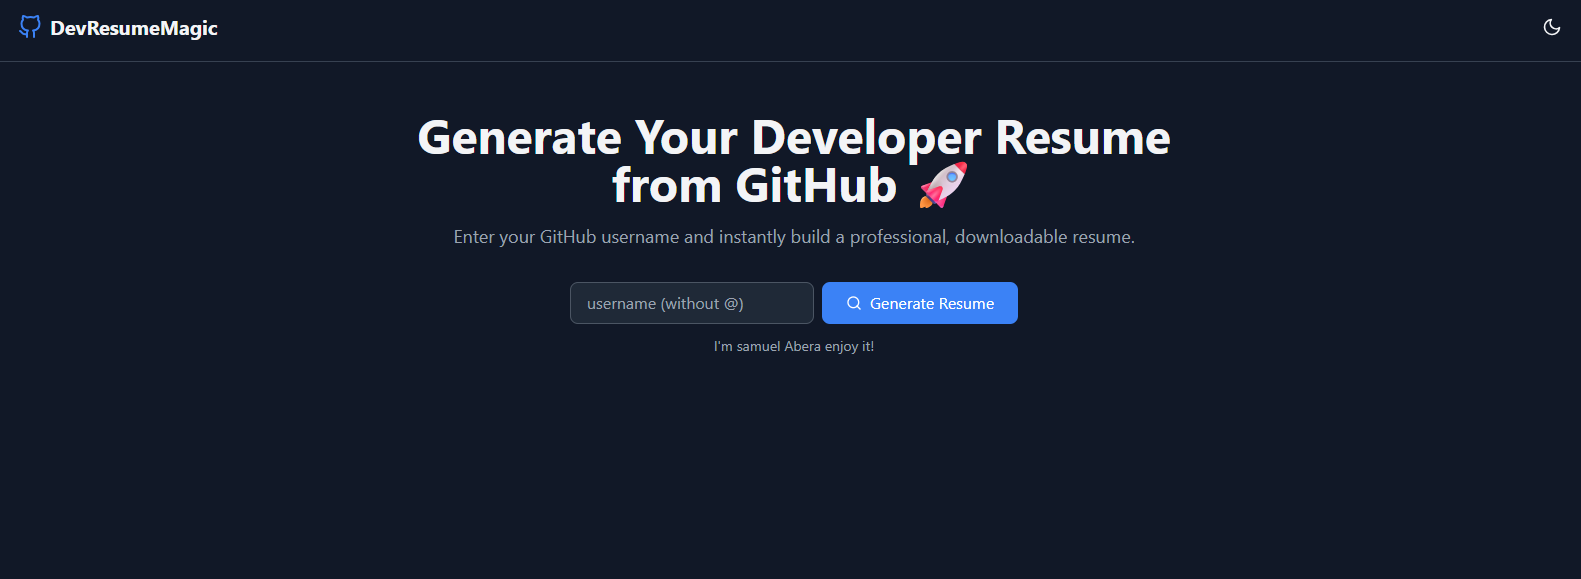 DevResumeMagic
Generate Your Developer Resume
from GitHub 🚀
Enter your GitHub username and instantly build a professional, downloadable resume.
username (without @)
Generate Resume
I'm samuel Abera enjoy it!